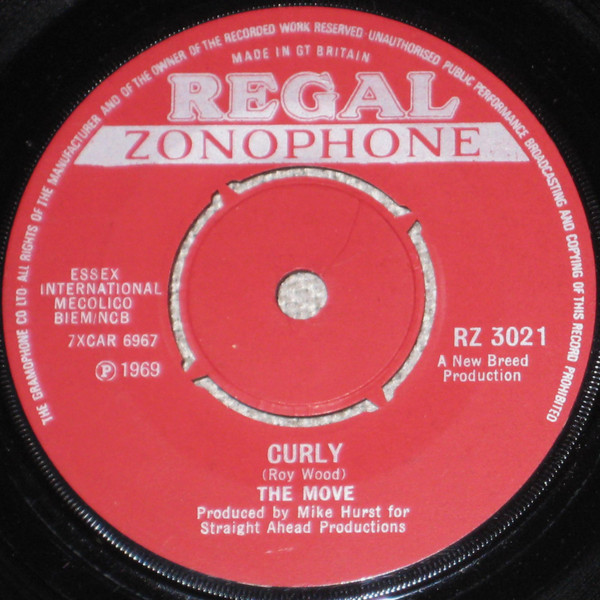 THE GRAMOPHONE CO LTD ALL RIGHTS OF THE MANUFACTURER AND OF THE OWNER OF THE RECORDED WORK RESERVED·UNAUTHORISED PUBLIC PERFORMANCE BROADCASTING AND COPYING OF THIS RECORD PROHIBITED
MADE IN GT BRITAIN
REGAL
ZONOPHONE
ESSEX
INTERNATIONAL
MECOLICO
BIEM/NCB
7XCAR 6967
℗ 1969
RZ 3021
A New Breed
Production
CURLY
(Roy Wood)
THE MOVE
Produced by Mike Hurst for
Straight Ahead Productions